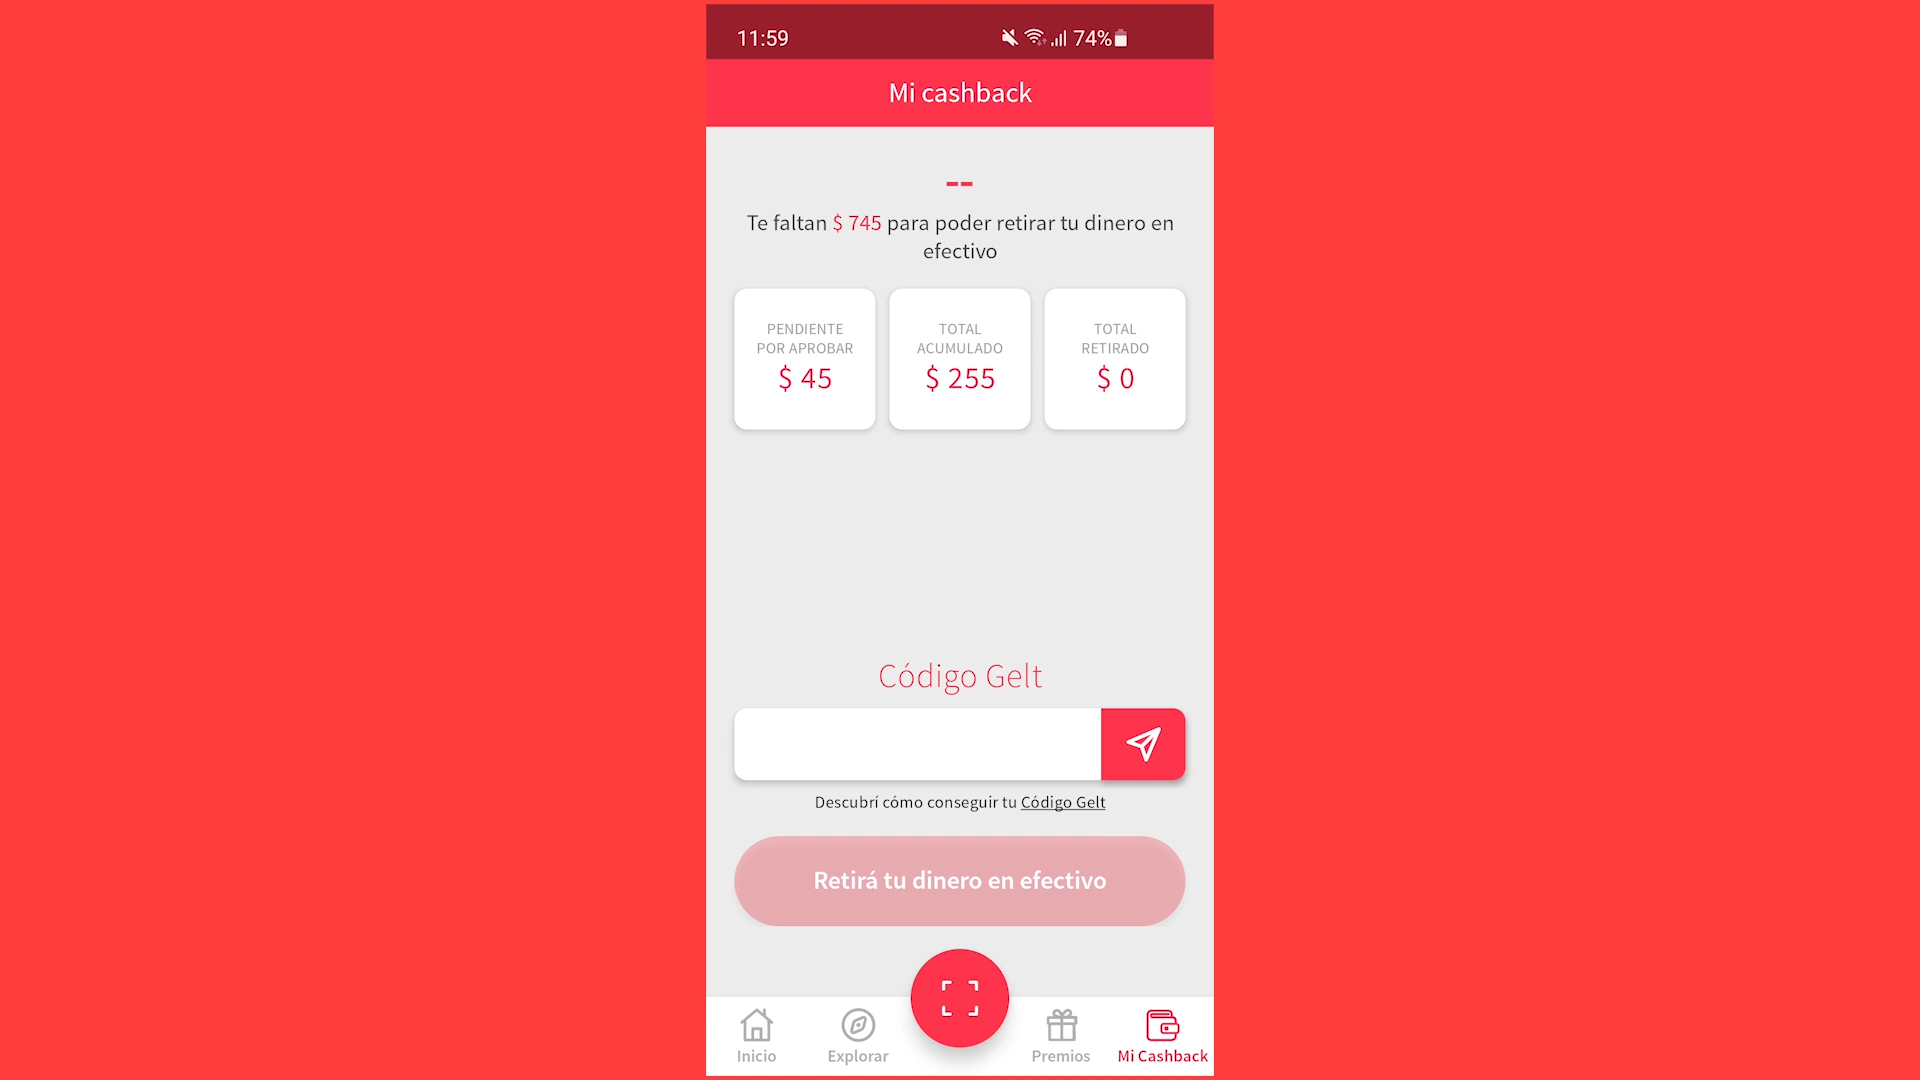 11:59
74%
Mi cashback
--
Te faltan $ 745 para poder retirar tu dinero en
efectivo
PENDIENTE
POR APROBAR
$ 45
TOTAL
ACUMULADO
$ 255
TOTAL
RETIRADO
$ 0
Código Gelt
Descubrí cómo conseguir tu Código Gelt
Retirá tu dinero en efectivo
Inicio
Explorar
Premios
Mi Cashback